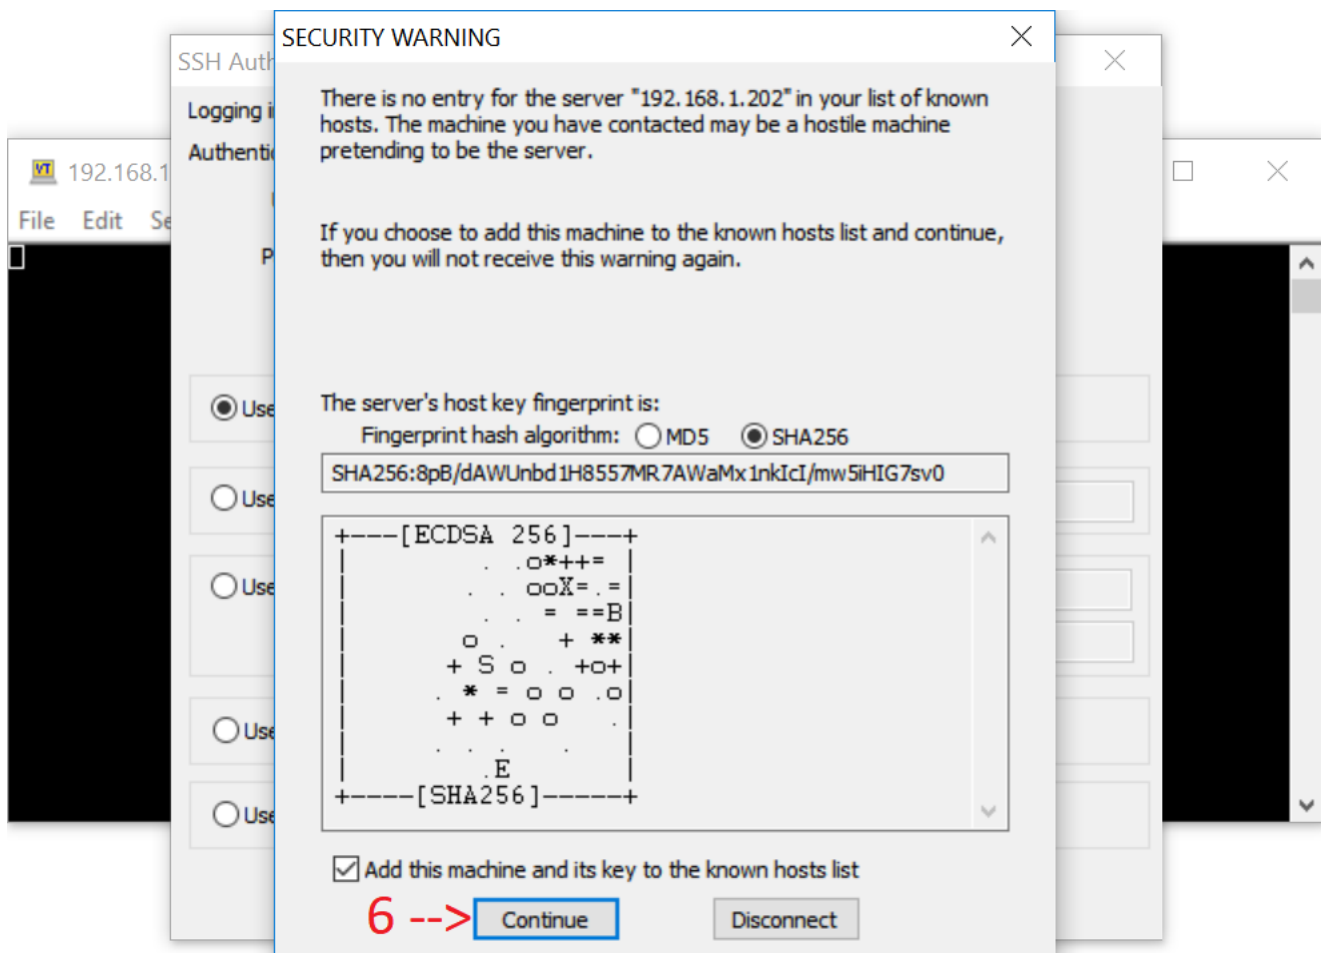 SECURITY WARNING
SSH Auth
There is no entry for the server "192.168.1.202" in your list of known
hosts. The machine you have contacted may be a hostile machine
pretending to be the server.
Logging i
Authenti
192.168.1
File Edit Se
If you choose to add this machine to the known hosts list and continue,
then you will not receive this warning again.
P
The server's host key fingerprint is:
Fingerprint hash algorithm: MD5 SHA256
SHA256:8pB/dAWUnbd1H8557MR7AWaMx1nkIcI/mw5iHIG7sv0
Use
Use
Use
Use
Use
+---[ECDSA 256]---+
|         . .o*++= |
|        . . ooX=.=|
|         . . = ==B|
|       o .   + **|
|      + S o . +o+|
|     . * = o o .o|
|      + + o o   .|
|     . . .   .   |
|        .E       |
+----[SHA256]-----+
Add this machine and its key to the known hosts list
6 --> Continue Disconnect